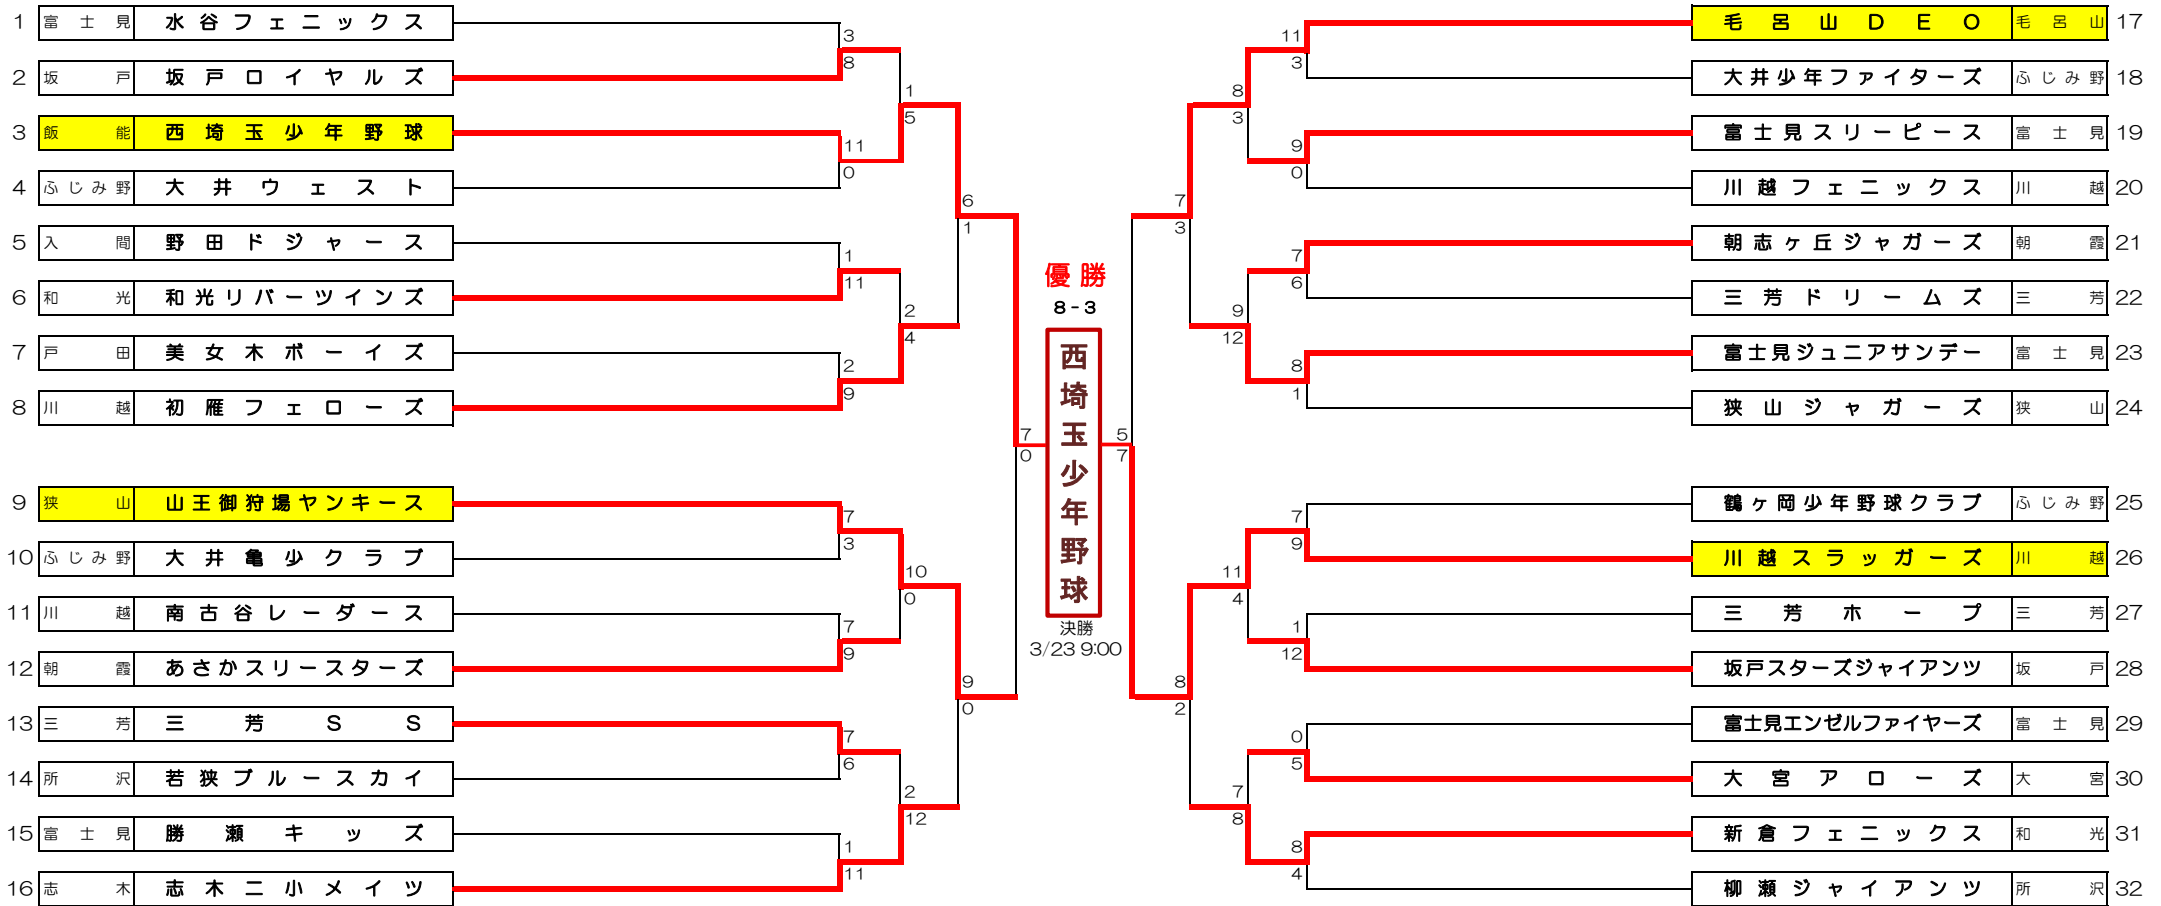 1 富士見 水谷フェニックス
2 坂戸 坂戸ロイヤルズ
3 飯能 西埼玉少年野球
4 ふじみ野 大井ウェスト
5 入間 野田ドジャース
6 和光 和光リバーツインズ
7 戸田 美女木ボーイズ
8 川越 初雁フェローズ
9 狭山 山王御狩場ヤンキース
10 ふじみ野 大井亀少クラブ
11 川越 南古谷レーダース
12 朝霞 あさかスリースターズ
13 三芳 三芳SS
14 所沢 若狭ブルースカイ
15 富士見 勝瀬キッズ
16 志木 志木二小メイツ
3
8
11
0
1
11
2
9
7
3
7
9
7
6
1
11
1
5
2
4
10
0
2
12
6
1
9
0
7
0
優勝
8-3
西埼玉少年野球
決勝
3/23 9:00
5
7
7
3
8
2
8
3
9
12
11
4
7
8
11
3
9
0
7
6
8
1
7
9
1
12
0
5
8
4
毛呂山DEO 毛呂山 17
大井少年ファイターズ ふじみ野 18
富士見スリーピース 富士見 19
川越フェニックス 川越 20
朝志ヶ丘ジャガーズ 朝霞 21
三芳ドリームズ 三芳 22
富士見ジュニアサンデー 富士見 23
狭山ジャガーズ 狭山 24
鶴ヶ岡少年野球クラブ ふじみ野 25
川越スラッガーズ 川越 26
三芳ホープ 三芳 27
坂戸スターズジャイアンツ 坂戸 28
富士見エンゼルファイヤーズ 富士見 29
大宮アローズ 大宮 30
新倉フェニックス 和光 31
柳瀬ジャイアンツ 所沢 32